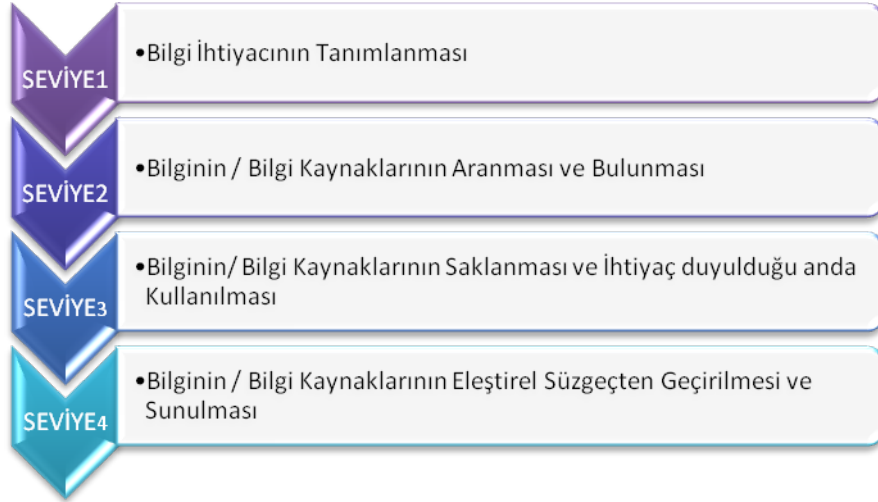 SEVİYE1
•Bilgi İhtiyacının Tanımlanması
SEVİYE2
•Bilginin / Bilgi Kaynaklarının Aranması ve Bulunması
SEVİYE3
•Bilginin/ Bilgi Kaynaklarının Saklanması ve İhtiyaç duyulduğu anda
Kullanılması
SEVİYE4
•Bilginin / Bilgi Kaynaklarının Eleştirel Süzgeçten Geçirilmesi ve
Sunulması